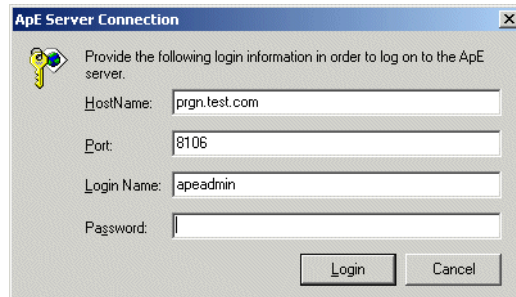 ApE Server Connection
Provide the following login information in order to log on to the ApE
server.
HostName: prgn.test.com
Port: 8106
Login Name: apeadmin
Password:
Login Cancel